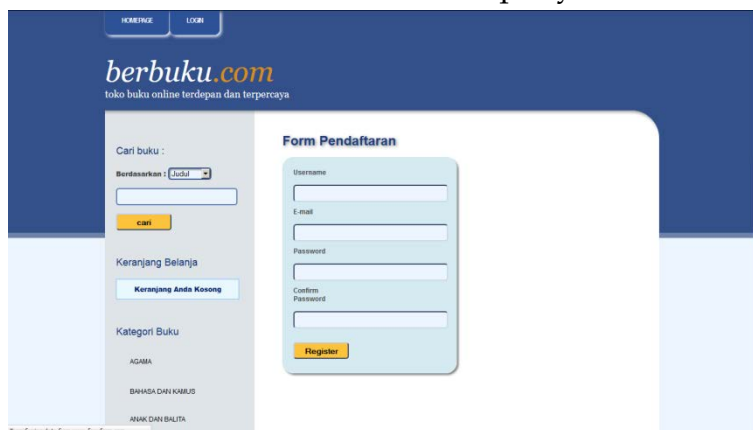 HOMEPAGE LOGIN
berbuku.com
toko buku online terdepan dan terpercaya
Cari buku :
Berdasarkan : Judul
cari
Keranjang Belanja
Keranjang Anda Kosong
Kategori Buku
AGAMA
BAHASA DAN KAMUS
ANAK DAN BALITA
Form Pendaftaran
Username
E-mail
Password
Confirm
Password
Register